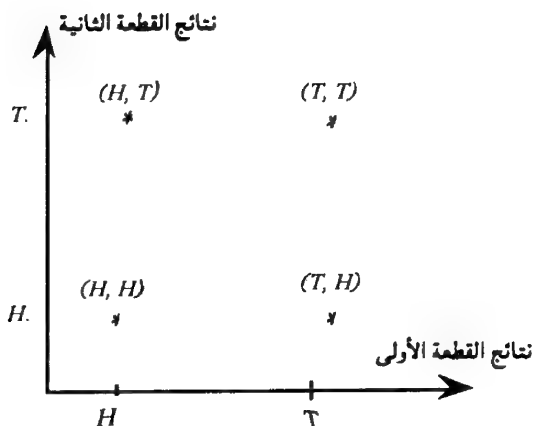 نتائج القطعة الثانية
(H, T) (T, T)
T.
(H, H) (T, H)
H.
نتائج القطعة الأولى
H T